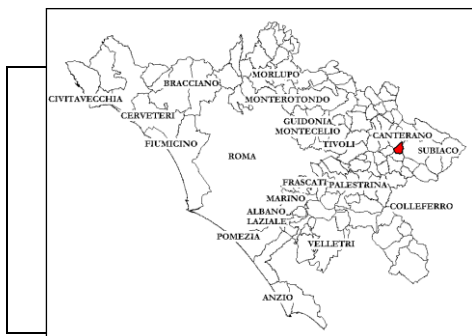 MORLUPO
BRACCIANO
CIVITAVECCHIA
MONTEROTONDO
CERVETERI
GUIDONIA
MONTECELIO
CANTERANO
FIUMICINO
TIVOLI
SUBIACO
ROMA
FRASCATI
PALESTRINA
MARINO
COLLEFERRO
ALBANO
LAZIALE
POMEZIA
VELLETRI
ANZIO